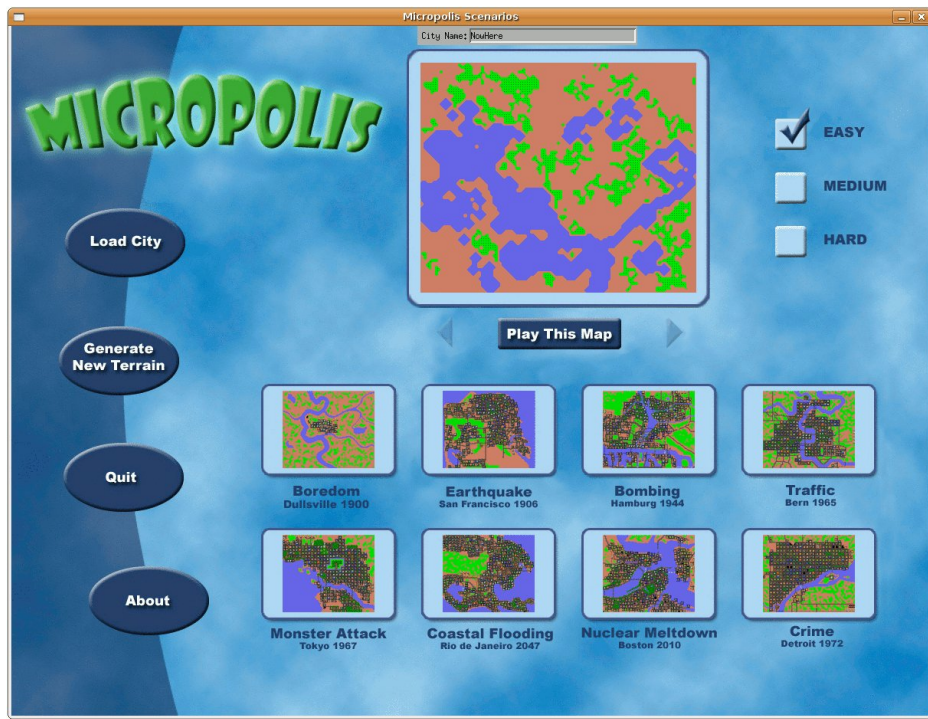 Micropolis Scenarios
City Name: NowHere
MICROPOLIS
EASY
MEDIUM
HARD
Load City
Generate
New Terrain
Quit
About
Play This Map
Boredom
Dullsville 1900
Earthquake
San Francisco 1906
Bombing
Hamburg 1944
Traffic
Bern 1965
Monster Attack
Tokyo 1967
Coastal Flooding
Rio de Janeiro 2047
Nuclear Meltdown
Boston 2010
Crime
Detroit 1972